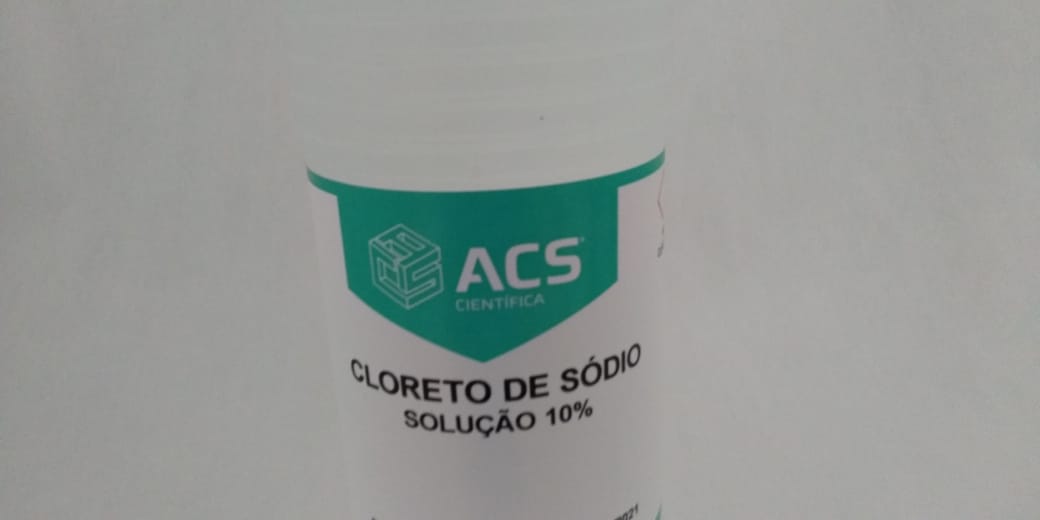 ACS
CIENTÍFICA
CLORETO DE SÓDIO
SOLUÇÃO 10%